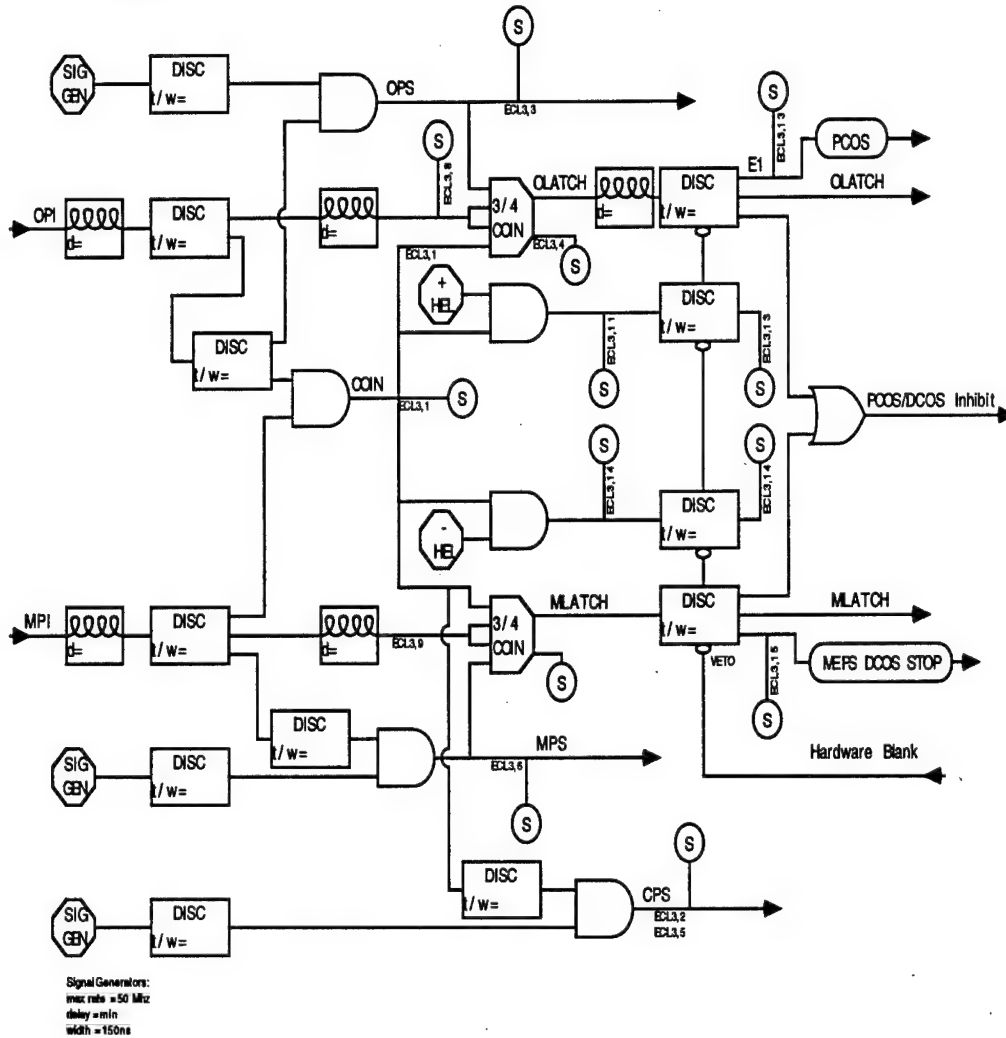 S
SIG
GEN
DISC
t/w=
OPS
ECL3,3
S
ECL3,13
E1
PCOS
S
ECL3,8
OPI
d=
DISC
t/w=
d=
3/4
COIN
OLATCH
d=
DISC
t/w=
OLATCH
ECL3,1
ECL3,4
S
+
HEL
DISC
t/w=
ECL3,11
ECL3,13
DISC
t/w=
S
S
COIN
ECL3,1
S
PCOS/DCOS Inhibit
S
S
ECL3,14
ECL3,14
DISC
t/w=
-
HEL
MPI
d=
DISC
t/w=
d=
ECL3,9
3/4
COIN
MLATCH
DISC
t/w=
MLATCH
VETO
ECL3,15
MEPS DCOS STOP
S
S
DISC
t/w=
MPS
ECL3,6
Hardware Blank
SIG
GEN
DISC
t/w=
S
S
DISC
t/w=
CPS
ECL3,2
ECL3,5
SIG
GEN
DISC
t/w=
Signal Generators:
max rate = 50 Mhz
delay = min
width = 150ns